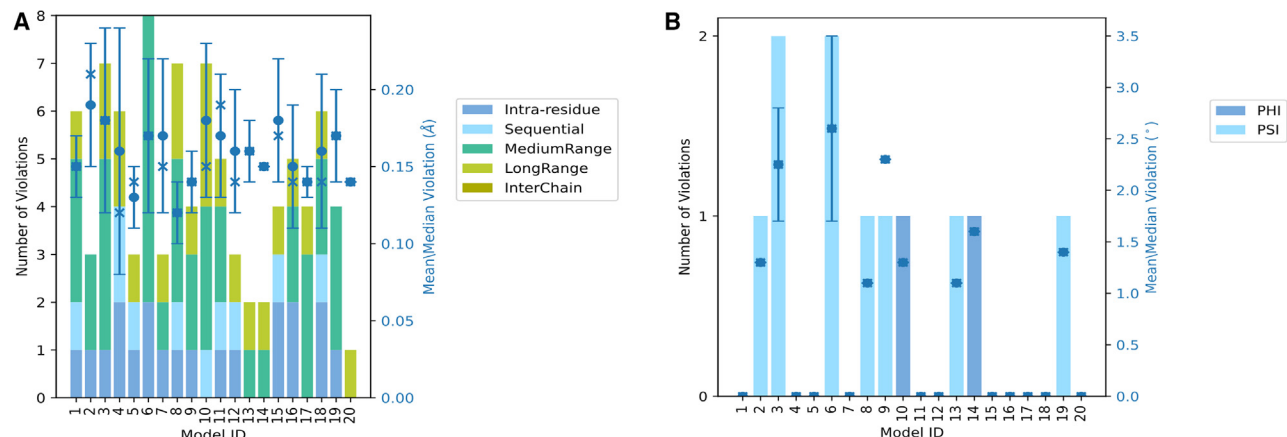 A
Number of Violations
8
7
6
5
4
3
2
1
0
1 2 3 4 5 6 7 8 9 10 11 12 13 14 15 16 17 18 19 20
Model ID
0.20
0.15
0.10
0.05
0.00
Mean\Median Violation (Å)
Intra-residue
Sequential
MediumRange
LongRange
InterChain
B
Number of Violations
2
1
0
1 2 3 4 5 6 7 8 9 10 11 12 13 14 15 16 17 18 19 20
Model ID
3.5
3.0
2.5
2.0
1.5
1.0
0.5
0.0
Mean\Median Violation (°)
PHI
PSI